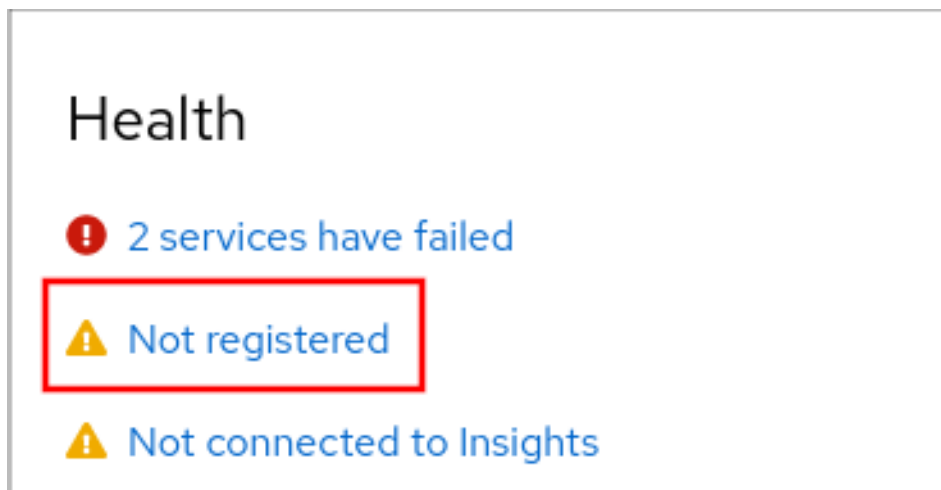 Health
2 services have failed
Not registered
Not connected to Insights